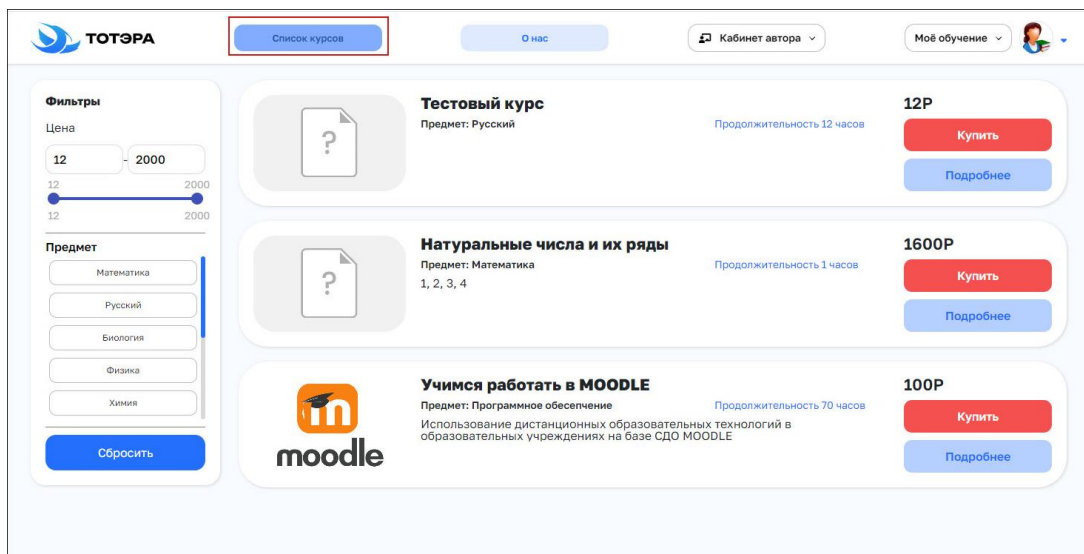 ТОТЭРА
Список курсов
О нас
Кабинет автора
Моё обучение
Фильтры
Цена
12 - 2000
12 2000
12 2000
Предмет
Математика
Русский
Биология
Физика
Химия
Сбросить
?
Тестовый курс
Предмет: Русский
Продолжительность 12 часов
12Р
Купить
Подробнее
?
Натуральные числа и их ряды
Предмет: Математика
Продолжительность 1 часов
1, 2, 3, 4
1600Р
Купить
Подробнее
m
moodle
Учимся работать в MOODLE
Предмет: Программное обесепчение
Продолжительность 70 часов
Использование дистанционных образовательных технологий в
образовательных учреждениях на базе СДО MOODLE
100Р
Купить
Подробнее